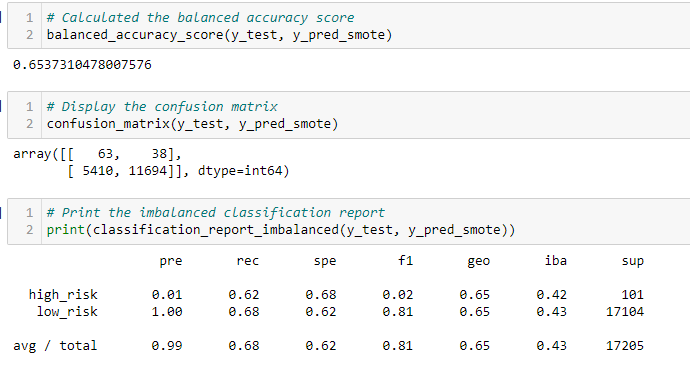 1 # Calculated the balanced accuracy score
2 balanced_accuracy_score(y_test, y_pred_smote)
0.6537310478007576
1 # Display the confusion matrix
2 confusion_matrix(y_test, y_pred_smote)
array([[   63,    38],
       [ 5410, 11694]], dtype=int64)
1 # Print the imbalanced classification report
2 print(classification_report_imbalanced(y_test, y_pred_smote))
pre rec spe f1 geo iba sup
high_risk 0.01 0.62 0.68 0.02 0.65 0.42 101
low_risk 1.00 0.68 0.62 0.81 0.65 0.43 17104
avg / total 0.99 0.68 0.62 0.81 0.65 0.43 17205